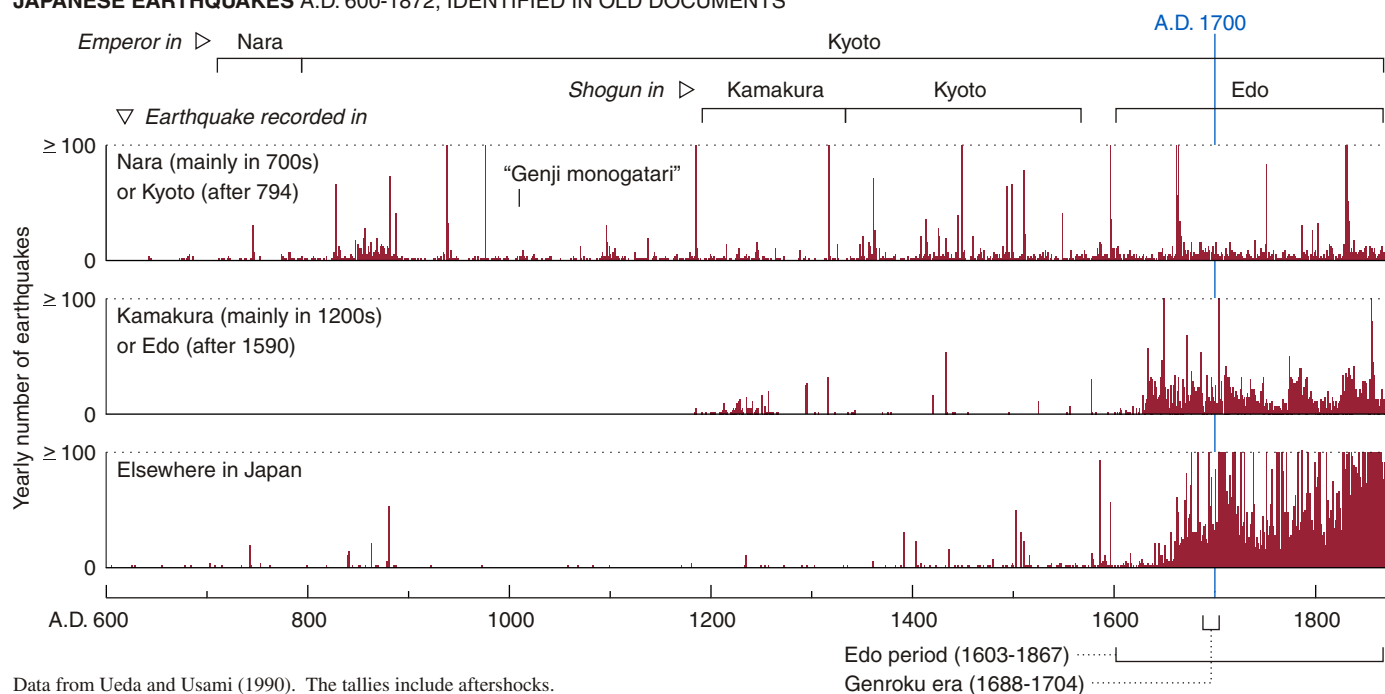 JAPANESE EARTHQUAKES A.D. 600-1872, IDENTIFIED IN OLD DOCUMENTS
A.D. 1700
Emperor in ▷ Nara Kyoto
Shogun in ▷ Kamakura Kyoto Edo
▽ Earthquake recorded in
Yearly number of earthquakes
≥ 100
Nara (mainly in 700s)
or Kyoto (after 794)
“Genji monogatari”
0
≥ 100
Kamakura (mainly in 1200s)
or Edo (after 1590)
0
≥ 100
Elsewhere in Japan
0
A.D. 600 800 1000 1200 1400 1600 1800
Edo period (1603-1867)
Genroku era (1688-1704)
Data from Ueda and Usami (1990). The tallies include aftershocks.